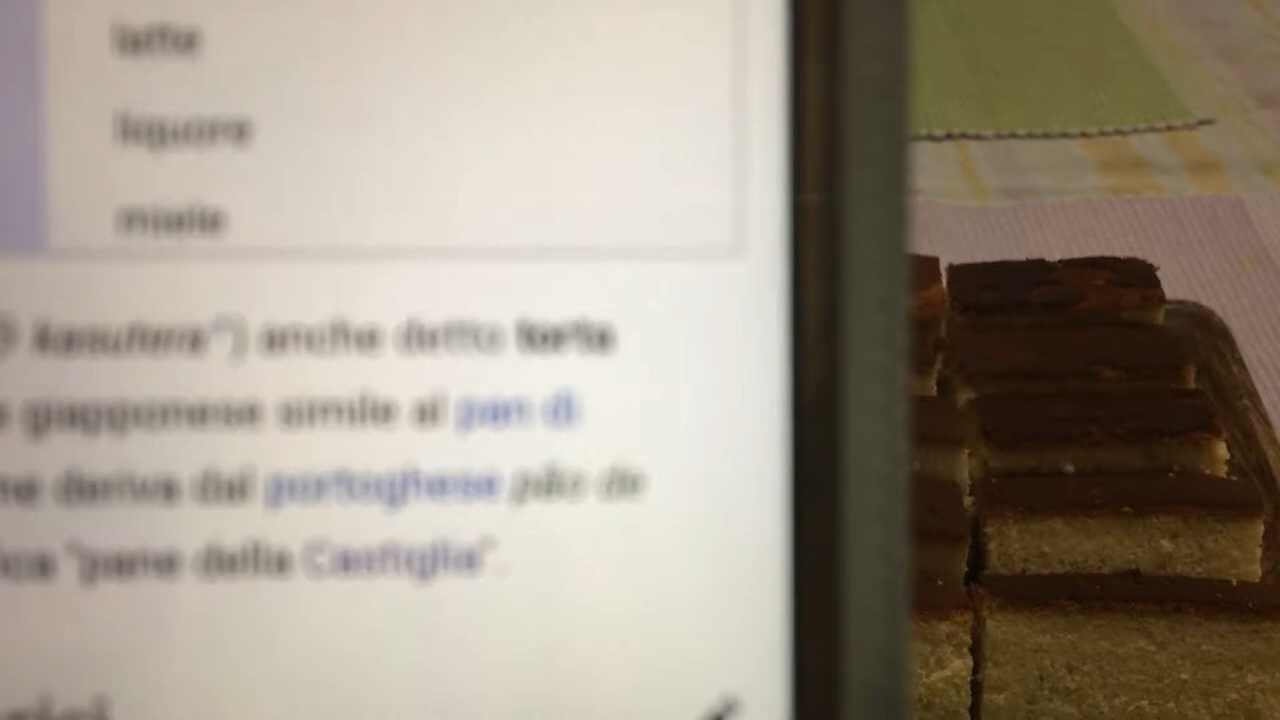 latte
liquore
miele
kasutera") anche detto torta
giapponese simile al pan di
deriva dal portoghese pão de
"pane della Castiglia".